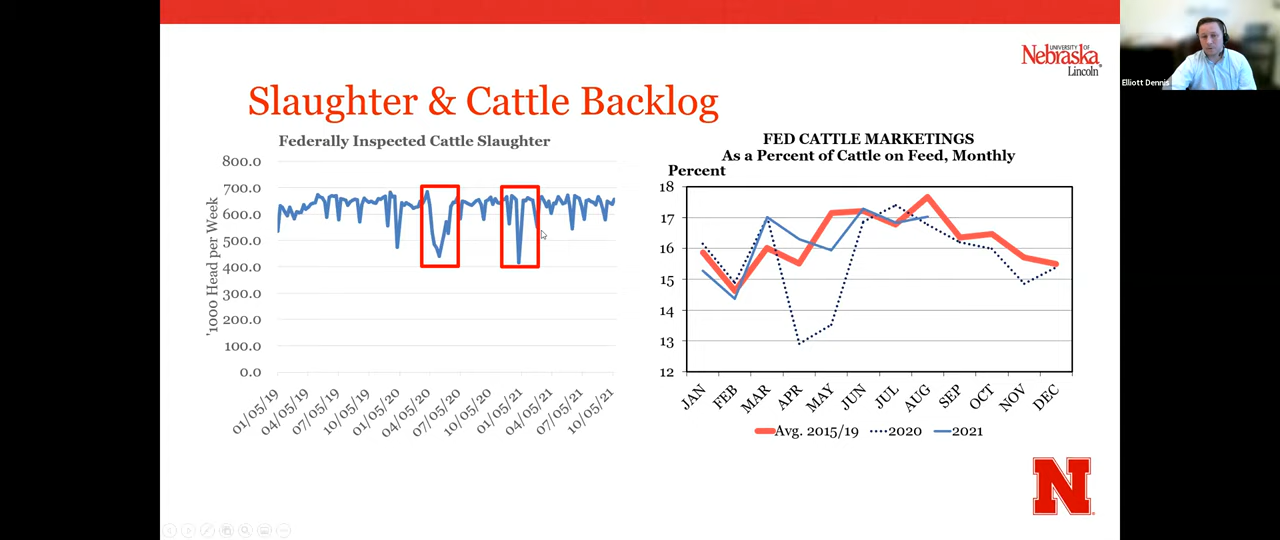 UNIVERSITY OF
Nebraska
Lincoln
Elliott Dennis
Slaughter & Cattle Backlog
Federally Inspected Cattle Slaughter
'1000 Head per Week
800.0
700.0
600.0
500.0
400.0
300.0
200.0
100.0
0.0
01/05/19
04/05/19
07/05/19
10/05/19
01/05/20
04/05/20
07/05/20
10/05/20
01/05/21
04/05/21
07/05/21
10/05/21
FED CATTLE MARKETINGS
As a Percent of Cattle on Feed, Monthly
Percent
18
17
16
15
14
13
12
JAN
FEB
MAR
APR
MAY
JUN
JUL
AUG
SEP
OCT
NOV
DEC
Avg. 2015/19
2020
2021
N